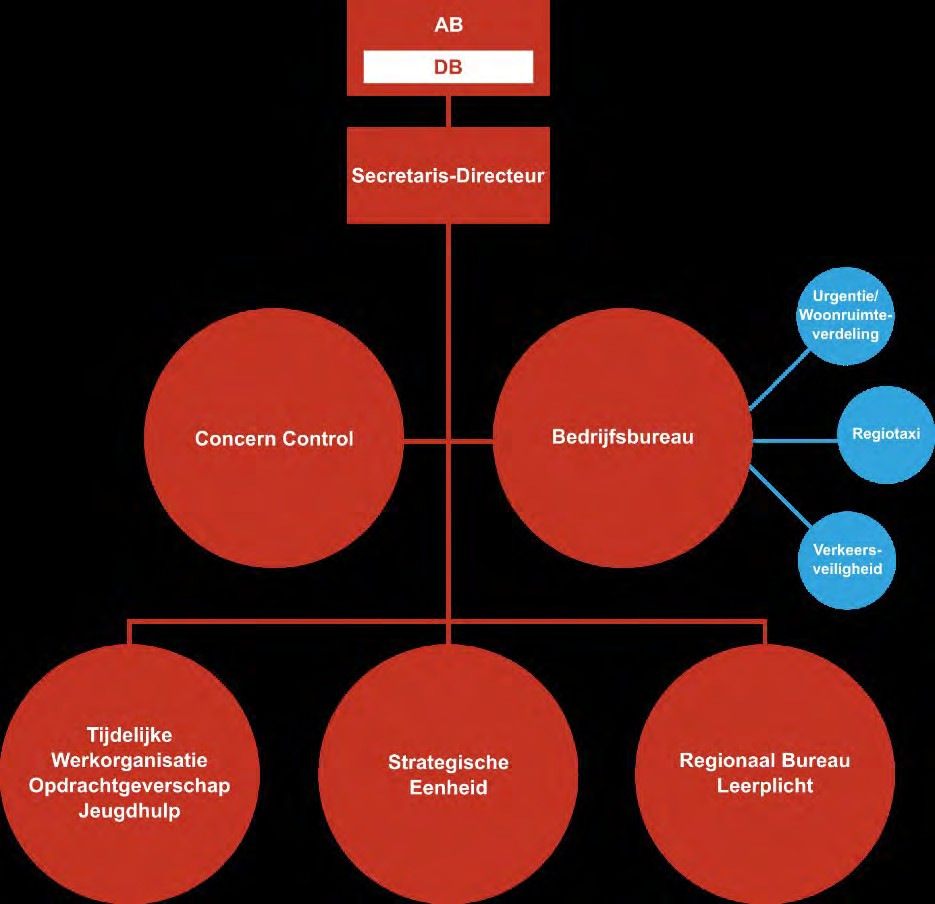 AB
DB
Secretaris-Directeur
Urgentie/
Woonruimte-
verdeling
Concern Control
Bedrijfsbureau
Regiotaxi
Verkeers-
veiligheid
Tijdelijke
Werkorganisatie
Opdrachtgeverschap
Jeugdhulp
Strategische
Eenheid
Regionaal Bureau
Leerplicht